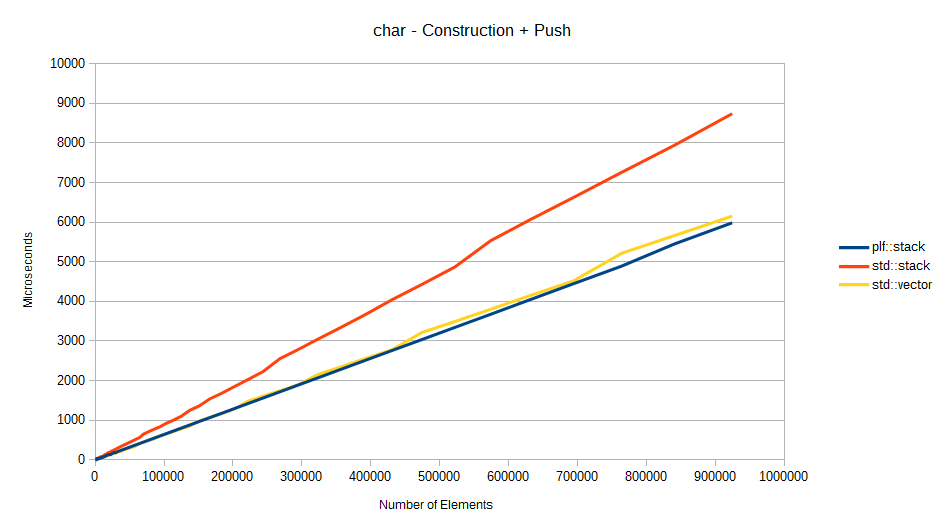 char - Construction + Push
10000
9000
8000
7000
6000
5000
4000
3000
2000
1000
0
Microseconds
0 100000 200000 300000 400000 500000 600000 700000 800000 900000 1000000
Number of Elements
plf::stack
std::stack
std::vector